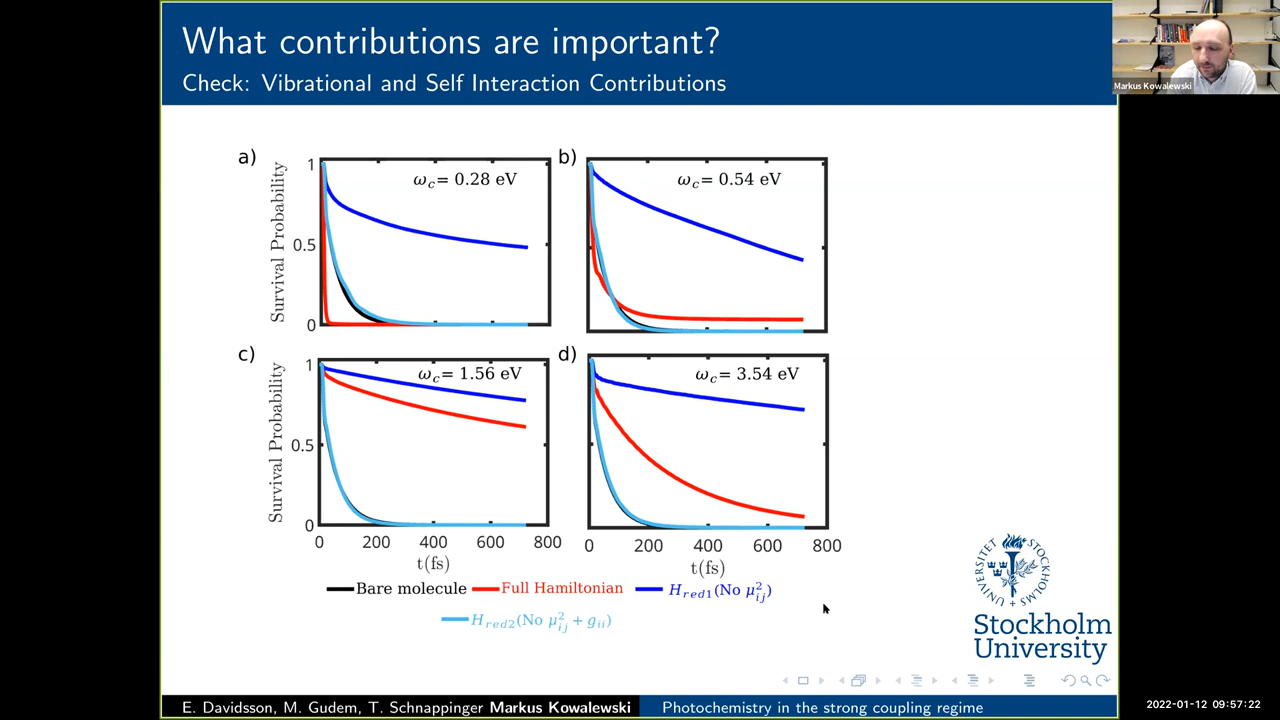 What contributions are important?
Check: Vibrational and Self Interaction Contributions
Markus Kowalewski
a)
b)
ω_c = 0.28 eV
ω_c = 0.54 eV
Survival Probability
1
0.5
0
c)
d)
ω_c = 1.56 eV
ω_c = 3.54 eV
Survival Probability
1
0.5
0
0 200 400 600 800
0 200 400 600 800
t(fs)
t(fs)
Bare molecule Full Hamiltonian H_red1(No μ²_ij)
H_red2(No μ²_ij + g_ii)
STOCKHOLMS UNIVERSITET
Stockholm
University
E. Davidsson, M. Gudem, T. Schnappinger Markus Kowalewski
Photochemistry in the strong coupling regime
2022-01-12 09:57:22